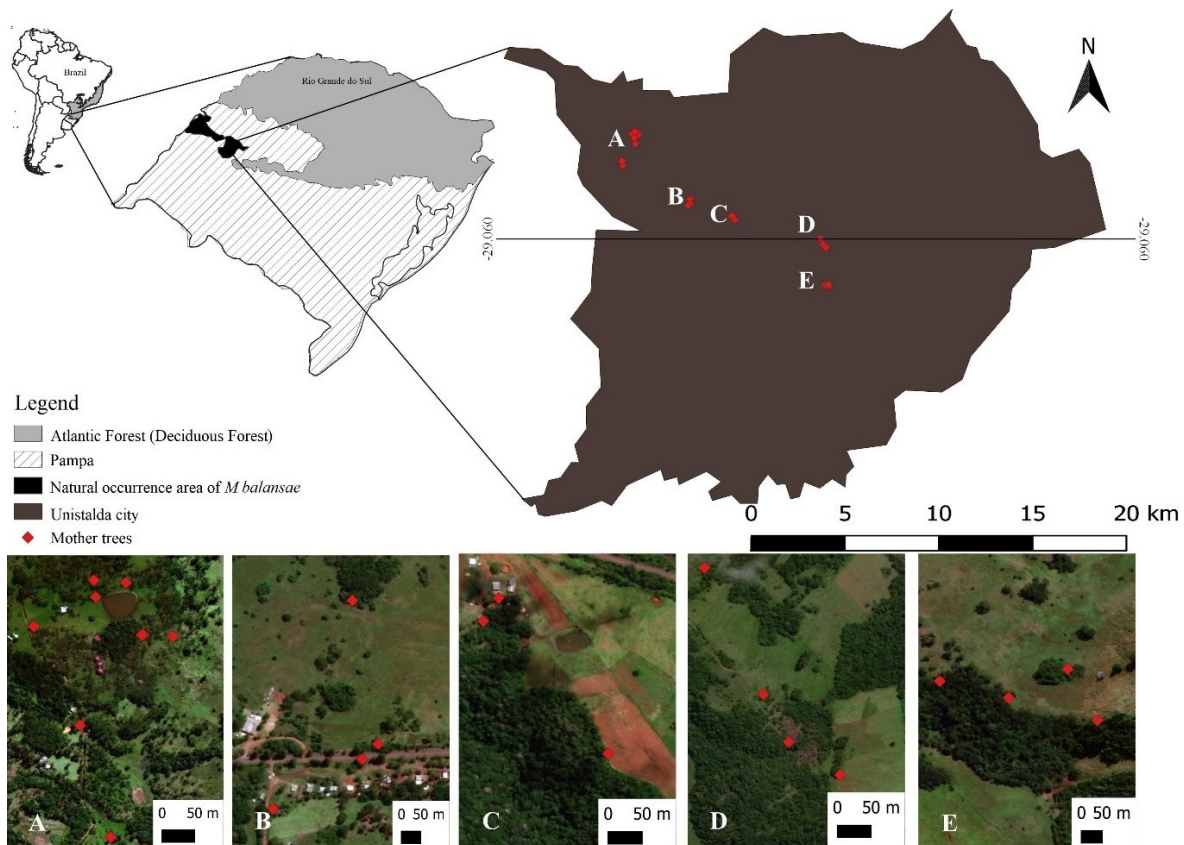 Brazil
Rio Grande do Sul
N
A
B
C
D
E
-29.060
-29.060
Legend
Atlantic Forest (Deciduous Forest)
Pampa
Natural occurrence area of M balansae
Unistalda city
Mother trees
0 5 10 15 20 km
0 50 m
A
0 50 m
B
0 50 m
C
0 50 m
D
0 50 m
E